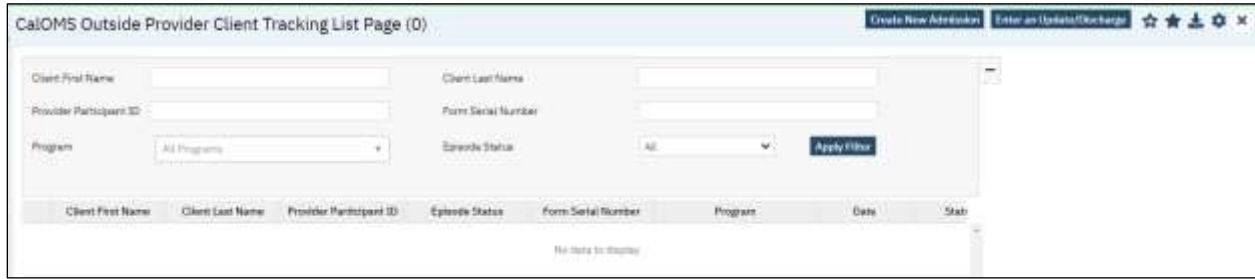 CalOMS Outside Provider Client Tracking List Page (0)
Create New Admission
Enter an Update/Discharge
Client First Name
Client Last Name
Provider Participant ID
Form Serial Number
Program
All Programs
Episode Status
All
Apply Filter
Client First Name Client Last Name Provider Participant ID Episode Status Form Serial Number Program Date Stat
No data to display